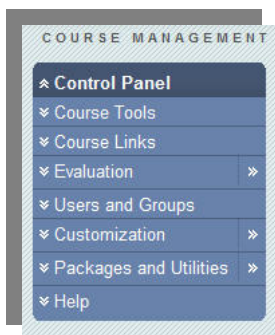 COURSE MANAGEMENT
Control Panel
Course Tools
Course Links
Evaluation
Users and Groups
Customization
Packages and Utilities
Help